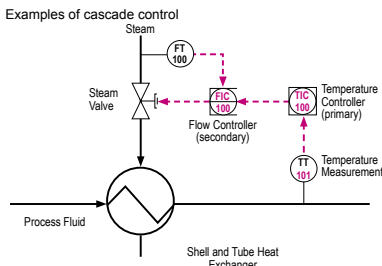 Examples of cascade control
Steam
FT
100
Steam
Valve
FIC
100
TIC
100
Temperature
Controller
(primary)
Flow Controller
(secondary)
TT
101
Temperature
Measurement
Process Fluid
Shell and Tube Heat
Exchanger